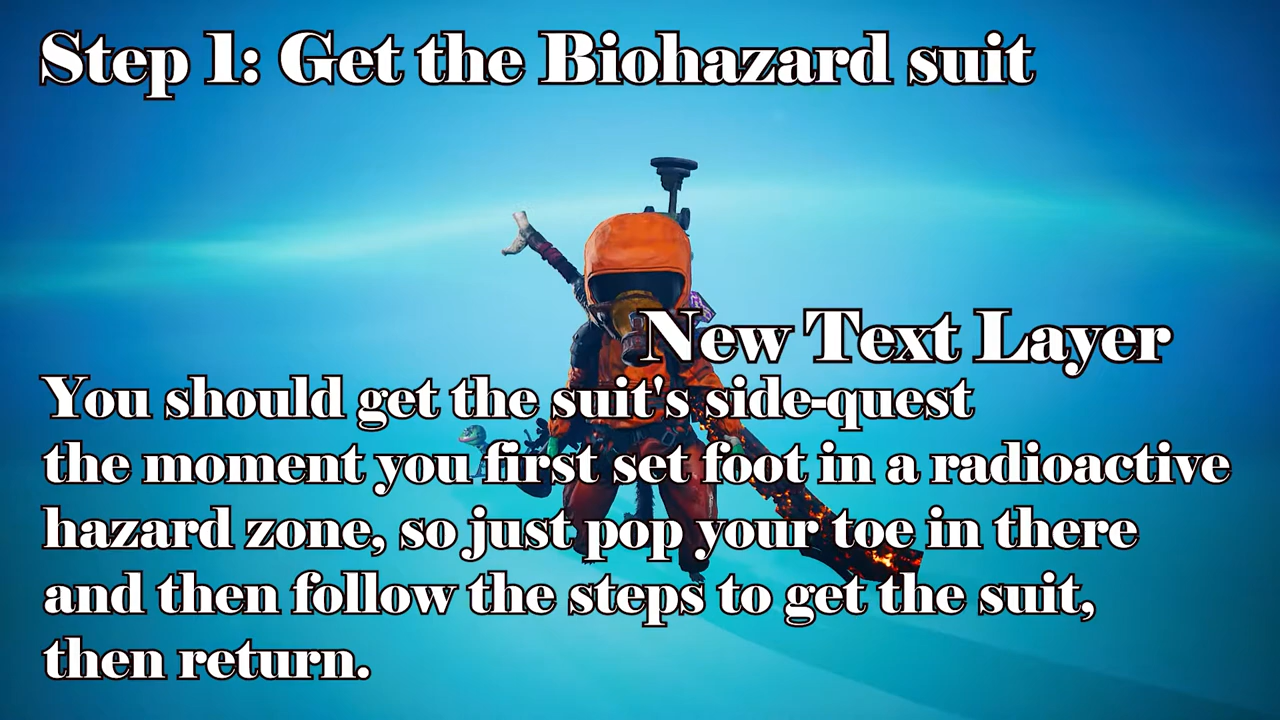 Step 1: Get the Biohazard suit
New Text Layer
You should get the suit's side-quest
the moment you first set foot in a radioactive
hazard zone, so just pop your toe in there
and then follow the steps to get the suit,
then return.